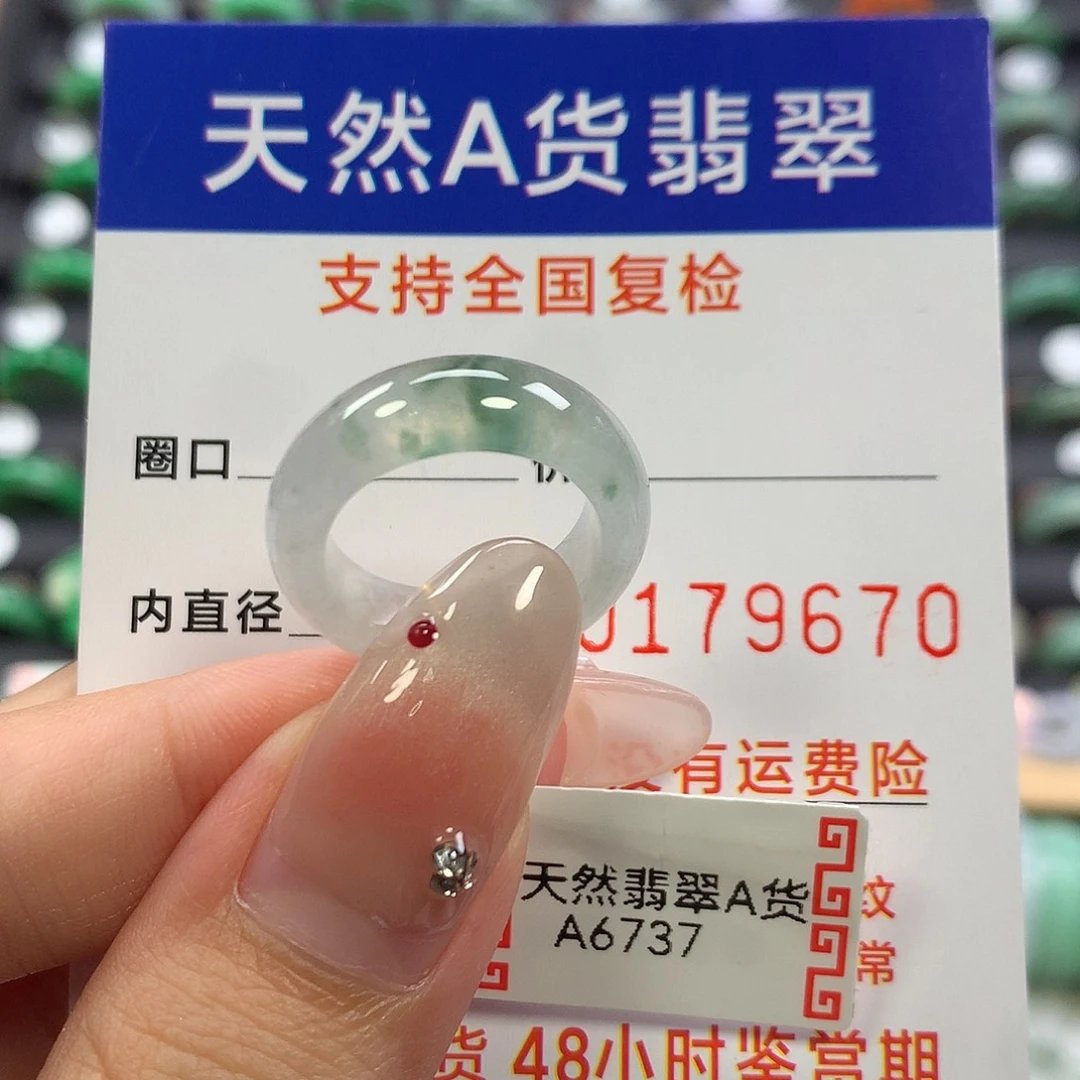 天然A货翡翠
支持全国复检
圈口
内直径
0179670
有运费险
天然翡翠A货
A6737
纹
常
货 48小时鉴赏期